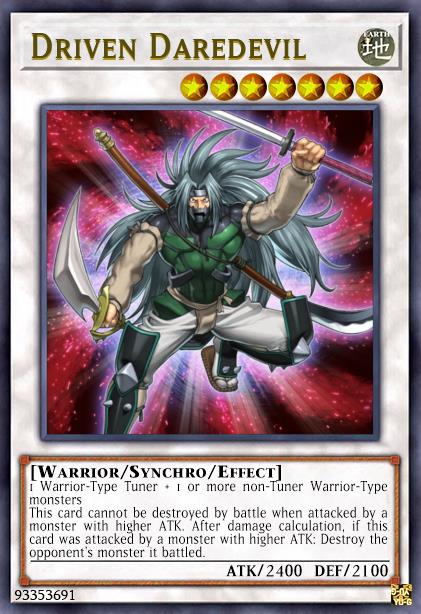 DRIVEN DAREDEVIL
EARTH
地
[WARRIOR/SYNCHRO/EFFECT]
1 Warrior-Type Tuner + 1 or more non-Tuner Warrior-Type
monsters
This card cannot be destroyed by battle when attacked by a
monster with higher ATK. After damage calculation, if this
card was attacked by a monster with higher ATK: Destroy the
opponent's monster it battled.
ATK/2400 DEF/2100
93353691